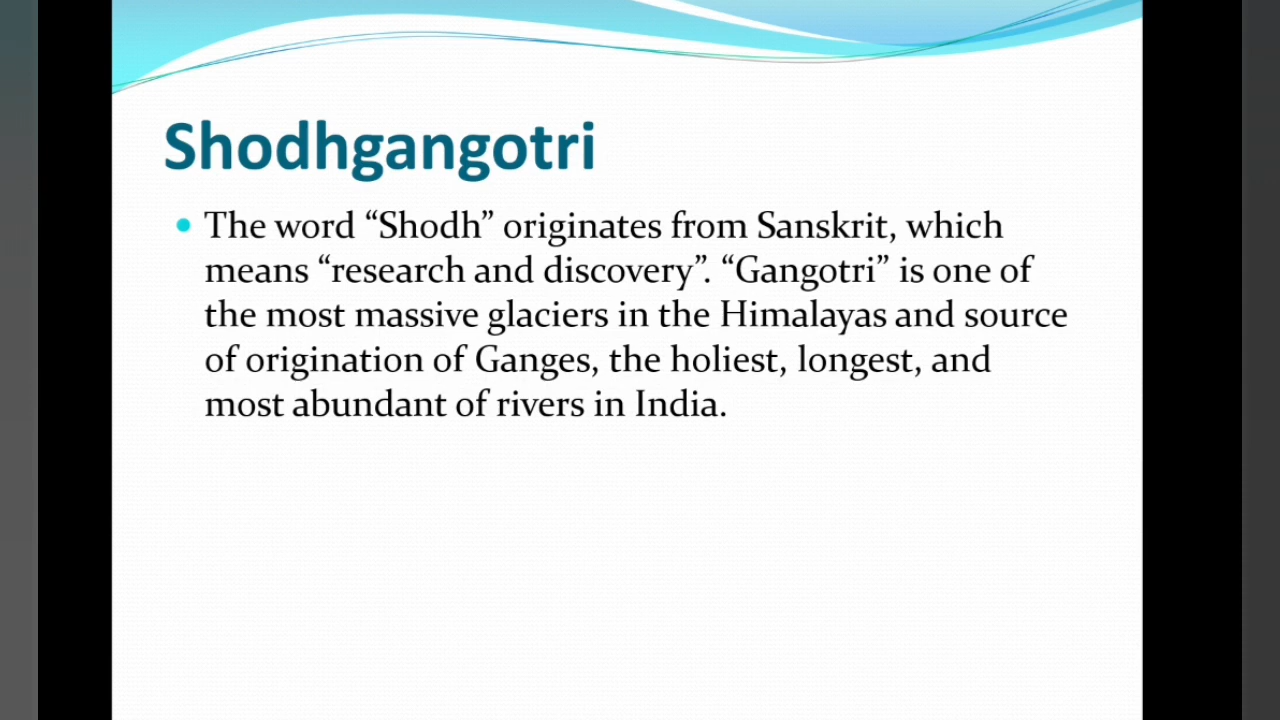 Shodhgangotri
• The word “Shodh” originates from Sanskrit, which
means “research and discovery”. “Gangotri” is one of
the most massive glaciers in the Himalayas and source
of origination of Ganges, the holiest, longest, and
most abundant of rivers in India.